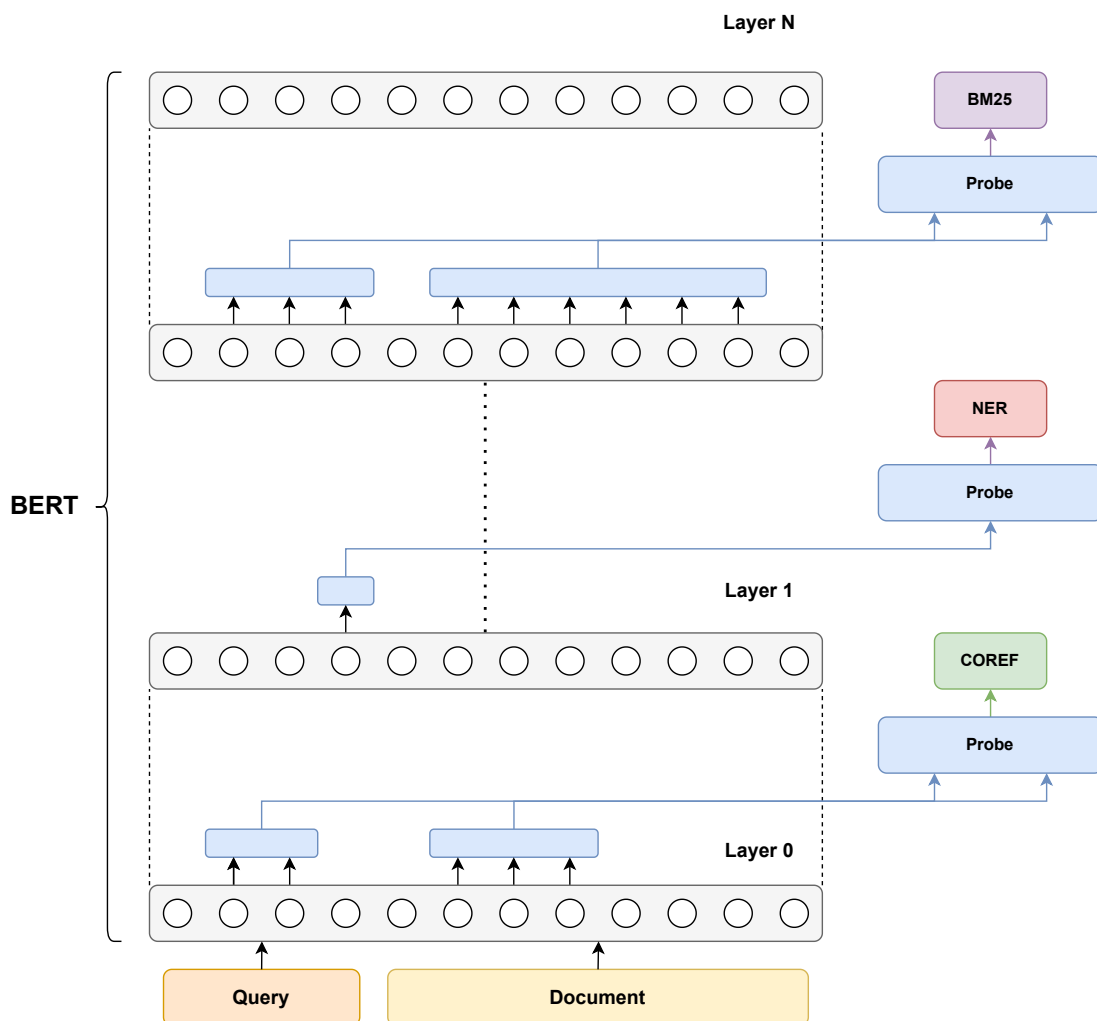 Layer N
BM25
Probe
NER
Probe
BERT
Layer 1
COREF
Probe
Layer 0
Query
Document